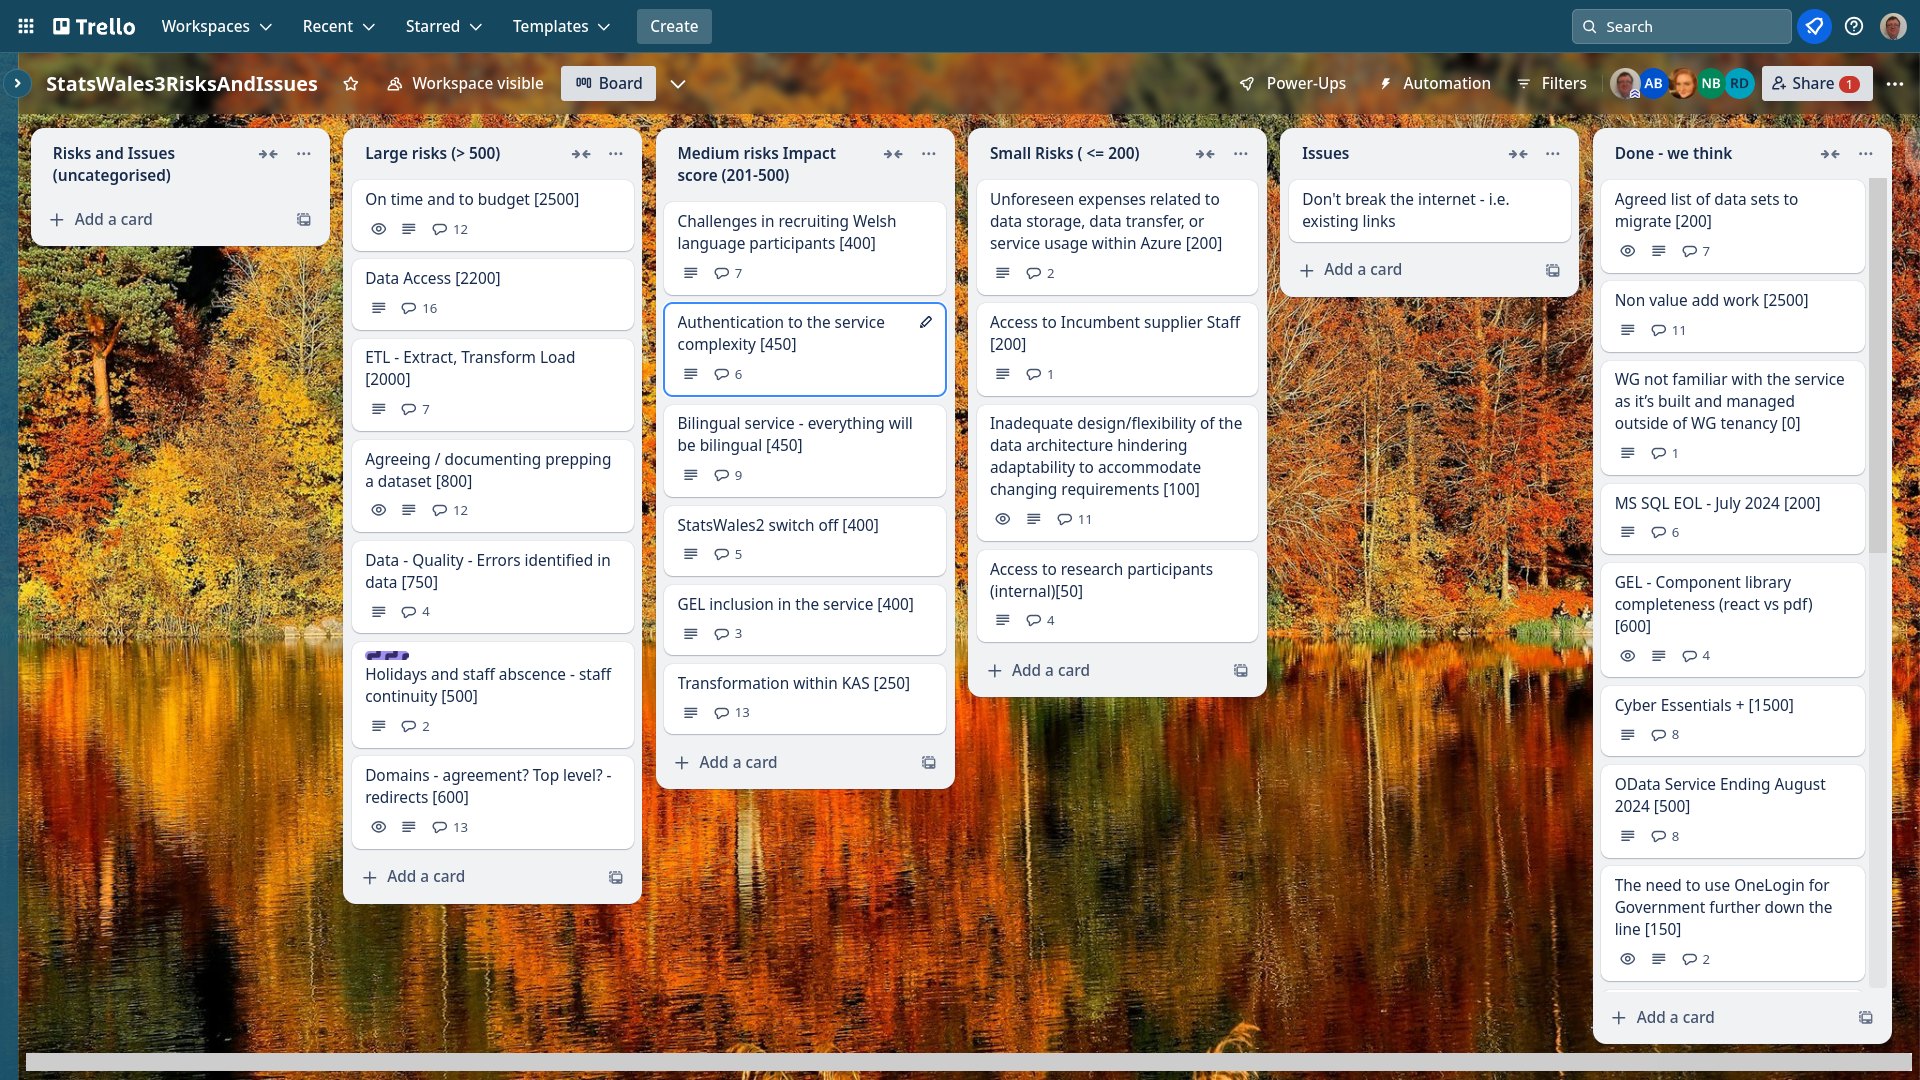 Trello
Workspaces
Recent
Starred
Templates
Create
Search
StatsWales3RisksAndIssues
Workspace visible
Board
Power-Ups
Automation
Filters
AB
NB
RD
Share
1
Risks and Issues
(uncategorised)
Add a card
Large risks (> 500)
On time and to budget [2500]
12
Data Access [2200]
16
ETL - Extract, Transform Load
[2000]
7
Agreeing / documenting prepping
a dataset [800]
12
Data - Quality - Errors identified in
data [750]
4
Holidays and staff abscence - staff
continuity [500]
2
Domains - agreement? Top level? -
redirects [600]
13
Add a card
Medium risks Impact
score (201-500)
Challenges in recruiting Welsh
language participants [400]
7
Authentication to the service
complexity [450]
6
Bilingual service - everything will
be bilingual [450]
9
StatsWales2 switch off [400]
5
GEL inclusion in the service [400]
3
Transformation within KAS [250]
13
Add a card
Small Risks ( <= 200)
Unforeseen expenses related to
data storage, data transfer, or
service usage within Azure [200]
2
Access to Incumbent supplier Staff
[200]
1
Inadequate design/flexibility of the
data architecture hindering
adaptability to accommodate
changing requirements [100]
11
Access to research participants
(internal)[50]
4
Add a card
Issues
Don't break the internet - i.e.
existing links
Add a card
Done - we think
Agreed list of data sets to
migrate [200]
7
Non value add work [2500]
11
WG not familiar with the service
as it's built and managed
outside of WG tenancy [0]
1
MS SQL EOL - July 2024 [200]
6
GEL - Component library
completeness (react vs pdf)
[600]
4
Cyber Essentials + [1500]
8
OData Service Ending August
2024 [500]
8
The need to use OneLogin for
Government further down the
line [150]
2
Add a card